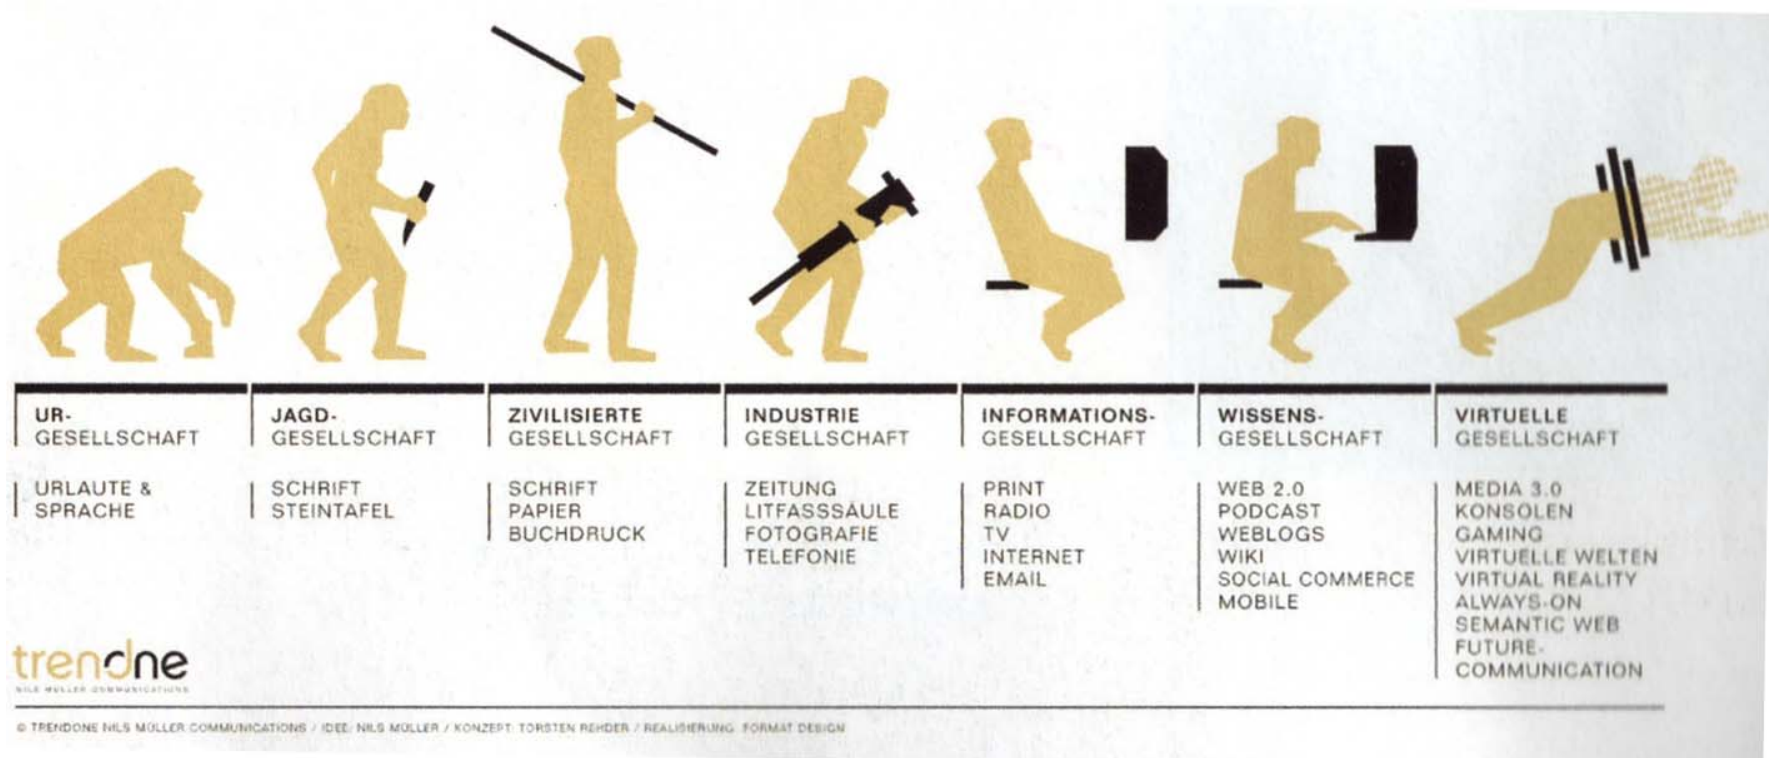 UR-
GESELLSCHAFT
URLAUTE &
SPRACHE
JAGD-
GESELLSCHAFT
SCHRIFT
STEINTAFEL
ZIVILISIERTE
GESELLSCHAFT
SCHRIFT
PAPIER
BUCHDRUCK
INDUSTRIE
GESELLSCHAFT
ZEITUNG
LITFASSSÄULE
FOTOGRAFIE
TELEFONIE
INFORMATIONS-
GESELLSCHAFT
PRINT
RADIO
TV
INTERNET
EMAIL
WISSENS-
GESELLSCHAFT
WEB 2.0
PODCAST
WEBLOGS
WIKI
SOCIAL COMMERCE
MOBILE
VIRTUELLE
GESELLSCHAFT
MEDIA 3.0
KONSOLEN
GAMING
VIRTUELLE WELTEN
VIRTUAL REALITY
ALWAYS-ON
SEMANTIC WEB
FUTURE-
COMMUNICATION
trendone
NILS MÜLLER COMMUNICATIONS
© TRENDONE NILS MÜLLER COMMUNICATIONS / IDEE: NILS MÜLLER / KONZEPT: TORSTEN REHDER / REALISIERUNG: FORMAT DESIGN